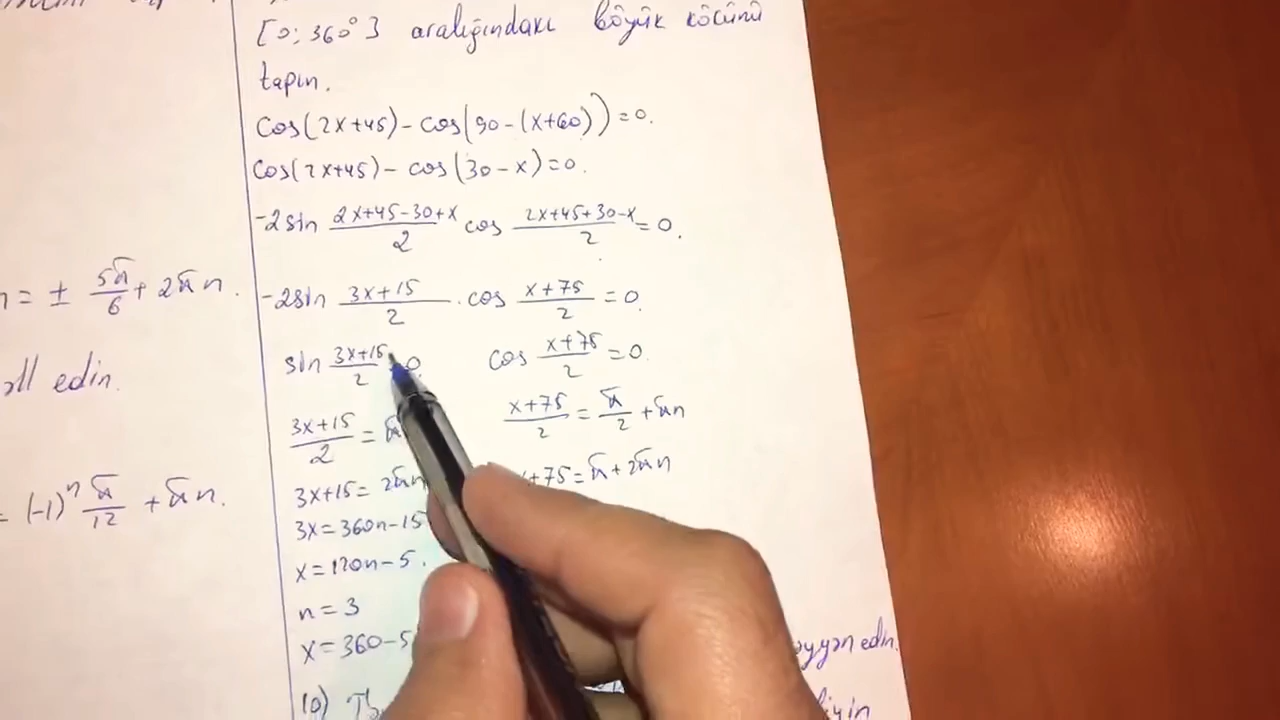 n = ± 5π/6 + 2πn.
edin.
= (-1)ⁿ π/12 + πn.
[0; 360°] aralığındakı böyük kökünü
tapın.
cos(2x+45) - cos(90-(x+60)) = 0.
cos(2x+45) - cos(30-x) = 0.
-2sin (2x+45-30+x)/2 cos (2x+45+30-x)/2 = 0.
-2sin (3x+15)/2 . cos (x+75)/2 = 0.
sin (3x+15)/2 = 0. cos (x+75)/2 = 0.
(3x+15)/2 = π (x+75)/2 = π/2 + πn
3x+15 = 2πn x+75 = π + 2πn
3x = 360n-15
x = 120n-5.
n = 3
x = 360-5
10)
edin.